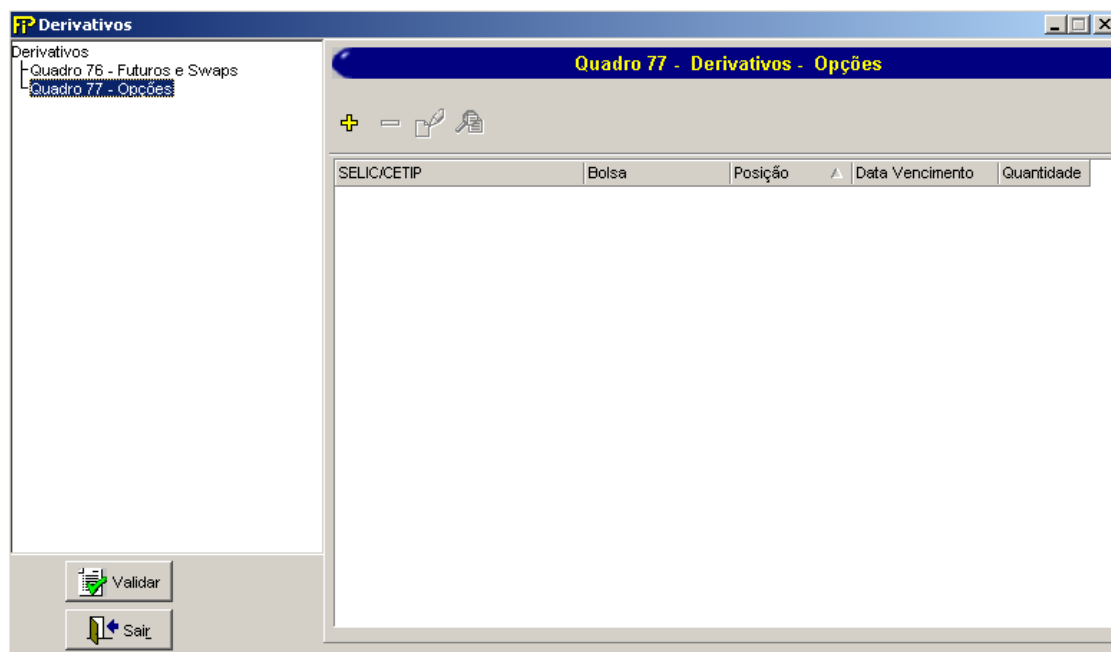 FIP Derivativos
Derivativos
Quadro 76 - Futuros e Swaps
Quadro 77 - Opções
Quadro 77 - Derivativos - Opções
SELIC/CETIP Bolsa Posição Data Vencimento Quantidade
Validar
Sair